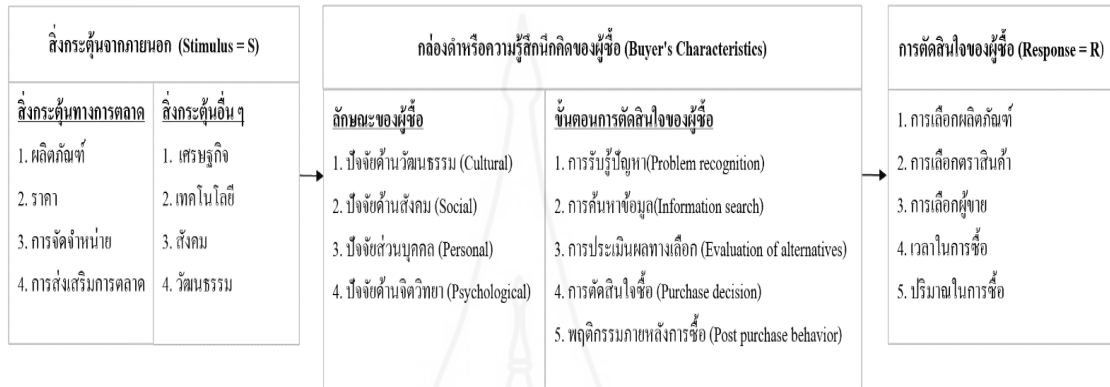 สิ่งกระตุ้นจากภายนอก (Stimulus = S)
สิ่งกระตุ้นทางการตลาด
1. ผลิตภัณฑ์
2. ราคา
3. การจัดจำหน่าย
4. การส่งเสริมการตลาด
สิ่งกระตุ้นอื่น ๆ
1. เศรษฐกิจ
2. เทคโนโลยี
3. สังคม
4. วัฒนธรรม
กล่องดำหรือความรู้สึกนึกคิดของผู้ซื้อ (Buyer's Characteristics)
ลักษณะของผู้ซื้อ
1. ปัจจัยด้านวัฒนธรรม (Cultural)
2. ปัจจัยด้านสังคม (Social)
3. ปัจจัยส่วนบุคคล (Personal)
4. ปัจจัยด้านจิตวิทยา (Psychological)
ขั้นตอนการตัดสินใจของผู้ซื้อ
1. การรับรู้ปัญหา(Problem recognition)
2. การค้นหาข้อมูล(Information search)
3. การประเมินผลทางเลือก (Evaluation of alternatives)
4. การตัดสินใจซื้อ (Purchase decision)
5. พฤติกรรมภายหลังการซื้อ (Post purchase behavior)
การตัดสินใจของผู้ซื้อ (Response = R)
1. การเลือกผลิตภัณฑ์
2. การเลือกตราสินค้า
3. การเลือกผู้ขาย
4. เวลาในการซื้อ
5. ปริมาณในการซื้อ